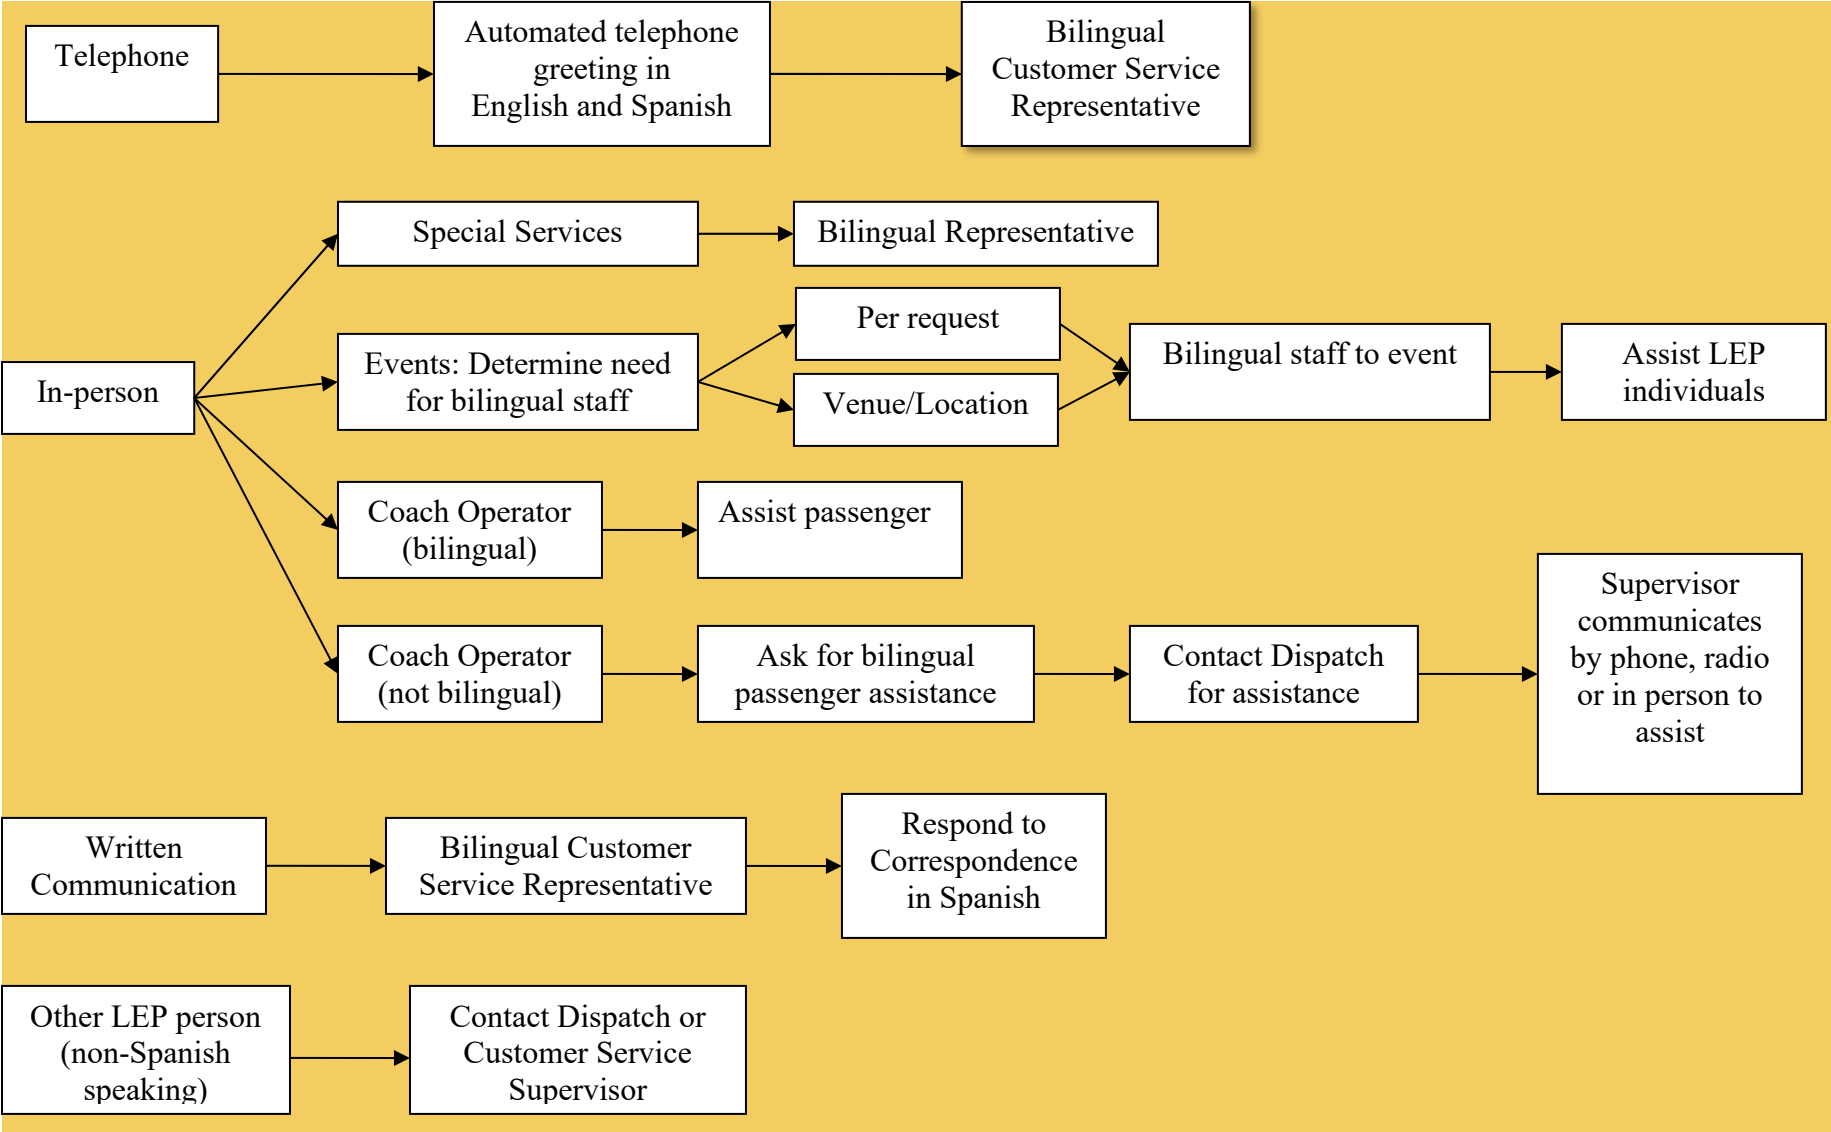 Telephone
Automated telephone
greeting in
English and Spanish
Bilingual
Customer Service
Representative
Special Services
Bilingual Representative
In-person
Events: Determine need
for bilingual staff
Per request
Venue/Location
Bilingual staff to event
Assist LEP
individuals
Coach Operator
(bilingual)
Assist passenger
Coach Operator
(not bilingual)
Ask for bilingual
passenger assistance
Contact Dispatch
for assistance
Supervisor
communicates
by phone, radio
or in person to
assist
Written
Communication
Bilingual Customer
Service Representative
Respond to
Correspondence
in Spanish
Other LEP person
(non-Spanish
speaking)
Contact Dispatch or
Customer Service
Supervisor